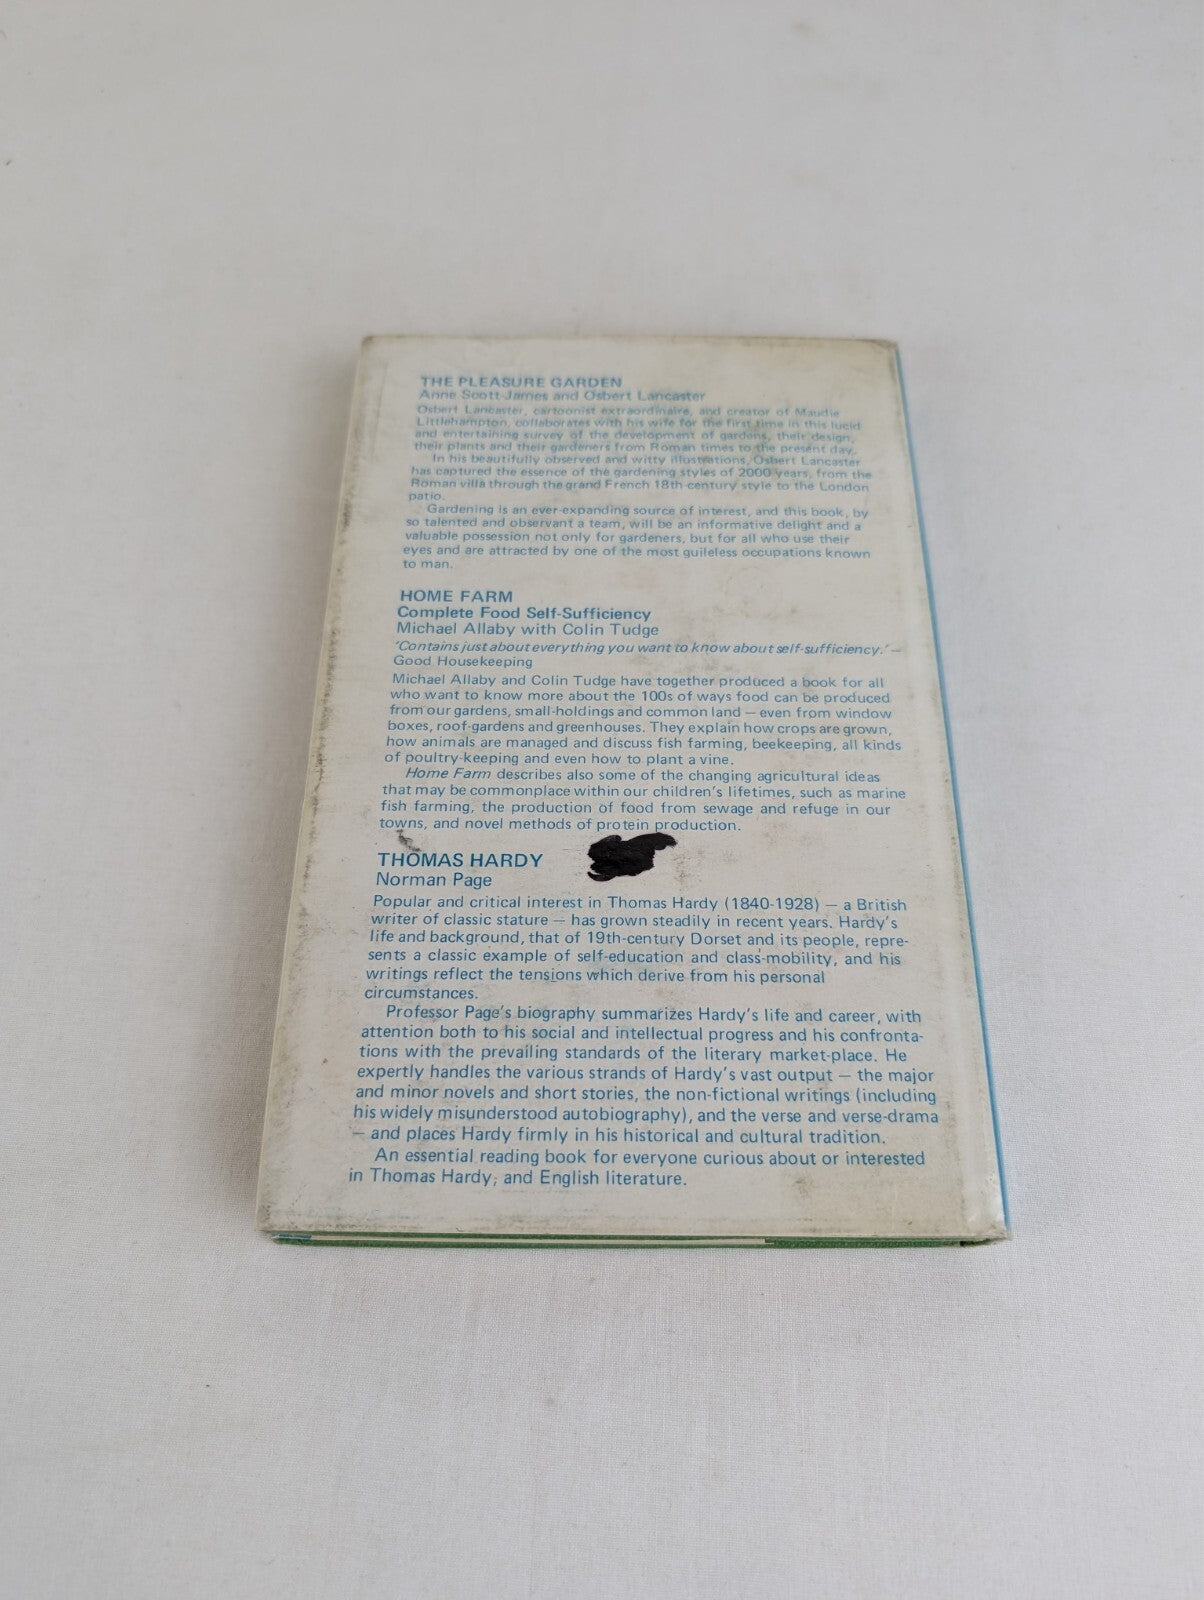 THE PLEASURE GARDEN
Anne Scott-James and Osbert Lancaster
Osbert Lancaster, cartoonist extraordinaire, and creator of Maudie
Littlehampton, collaborates with his wife for the first time in this lucid
and entertaining survey of the development of gardens, their design,
their plants and their gardeners from Roman times to the present day.
In his beautifully observed and witty illustrations, Osbert Lancaster
has captured the essence of the gardening styles of 2000 years, from the
Roman villa through the grand French 18th-century style to the London
patio.
Gardening is an ever-expanding source of interest, and this book, by
so talented and observant a team, will be an informative delight and a
valuable possession not only for gardeners, but for all who use their
eyes and are attracted by one of the most guileless occupations known
to man.
HOME FARM
Complete Food Self-Sufficiency
Michael Allaby with Colin Tudge
'Contains just about everything you want to know about self-sufficiency.' –
Good Housekeeping
Michael Allaby and Colin Tudge have together produced a book for all
who want to know more about the 100s of ways food can be produced
from our gardens, small-holdings and common land – even from window
boxes, roof-gardens and greenhouses. They explain how crops are grown,
how animals are managed and discuss fish farming, beekeeping, all kinds
of poultry-keeping and even how to plant a vine.
Home Farm describes also some of the changing agricultural ideas
that may be commonplace within our children's lifetimes, such as marine
fish farming, the production of food from sewage and refuge in our
towns, and novel methods of protein production.
THOMAS HARDY
Norman Page
Popular and critical interest in Thomas Hardy (1840-1928) – a British
writer of classic stature – has grown steadily in recent years. Hardy's
life and background, that of 19th-century Dorset and its people, repre-
sents a classic example of self-education and class-mobility, and his
writings reflect the tensions which derive from his personal
circumstances.
Professor Page's biography summarizes Hardy's life and career, with
attention both to his social and intellectual progress and his confronta-
tions with the prevailing standards of the literary market-place. He
expertly handles the various strands of Hardy's vast output – the major
and minor novels and short stories, the non-fictional writings (including
his widely misunderstood autobiography), and the verse and verse-drama
– and places Hardy firmly in his historical and cultural tradition.
An essential reading book for everyone curious about or interested
in Thomas Hardy, and English literature.